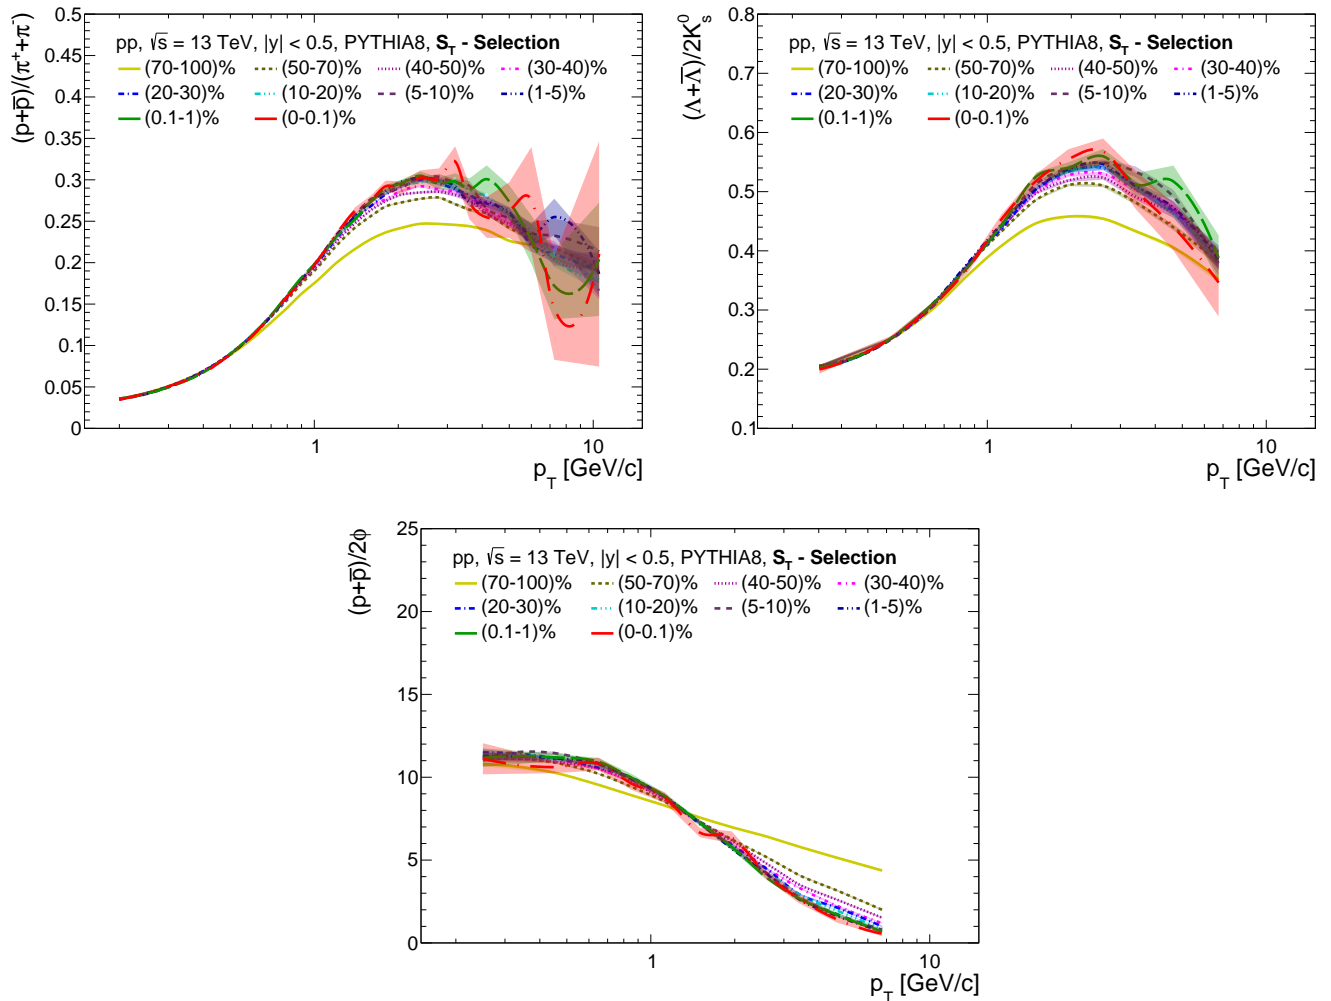 (p+p̅)/(π⁺+π⁻)
0.5
0.45
0.4
0.35
0.3
0.25
0.2
0.15
0.1
0.05
0
pp, √s = 13 TeV, |y| < 0.5, PYTHIA8, S_T - Selection
(70-100)% (50-70)% (40-50)% (30-40)%
(20-30)% (10-20)% (5-10)% (1-5)%
(0.1-1)% (0-0.1)%
1 10
p_T [GeV/c]
(Λ+Λ̅)/2K⁰_s
0.8
0.7
0.6
0.5
0.4
0.3
0.2
0.1
pp, √s = 13 TeV, |y| < 0.5, PYTHIA8, S_T - Selection
(70-100)% (50-70)% (40-50)% (30-40)%
(20-30)% (10-20)% (5-10)% (1-5)%
(0.1-1)% (0-0.1)%
1 10
p_T [GeV/c]
(p+p̅)/2ϕ
25
20
15
10
5
0
pp, √s = 13 TeV, |y| < 0.5, PYTHIA8, S_T - Selection
(70-100)% (50-70)% (40-50)% (30-40)%
(20-30)% (10-20)% (5-10)% (1-5)%
(0.1-1)% (0-0.1)%
1 10
p_T [GeV/c]